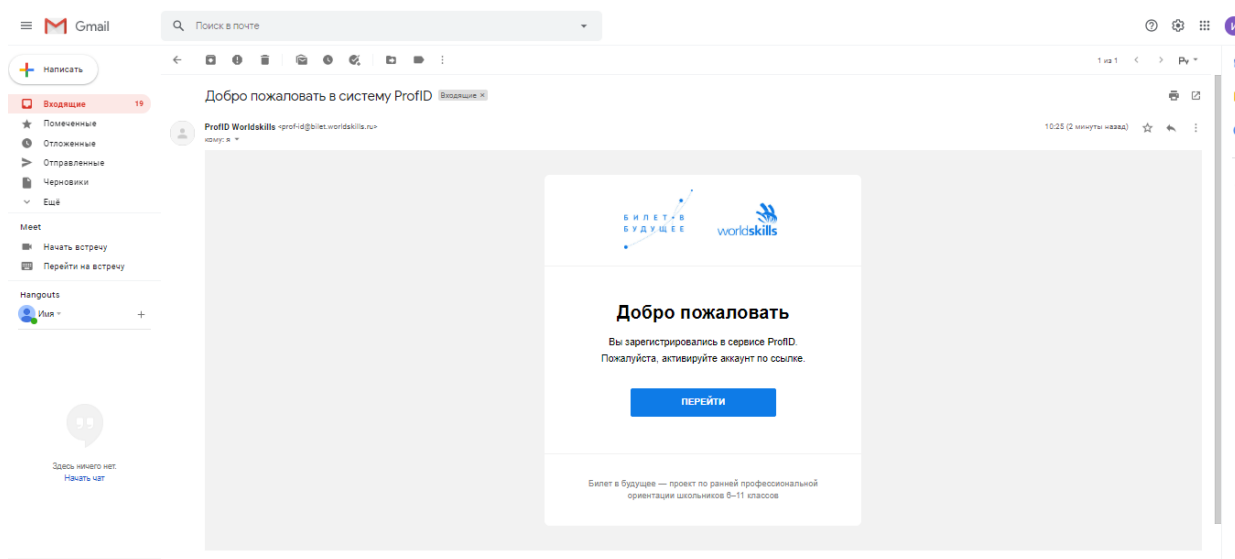 Gmail
Поиск в почте
Написать
1 из 1
Входящие 19
Помеченные
Отложенные
Отправленные
Черновики
Ещё
Meet
Начать встречу
Перейти на встречу
Hangouts
Имя
Здесь ничего нет.
Начать чат
Добро пожаловать в систему ProfID Входящие ×
ProfID Worldskills <prof-id@bilet.worldskills.ru>
10:25 (2 минуты назад)
кому: я
БИЛЕТ В
БУДУЩЕЕ
worldskills
Добро пожаловать
Вы зарегистрировались в сервисе ProfID.
Пожалуйста, активируйте аккаунт по ссылке.
ПЕРЕЙТИ
Билет в будущее — проект по ранней профессиональной
ориентации школьников 6–11 классов